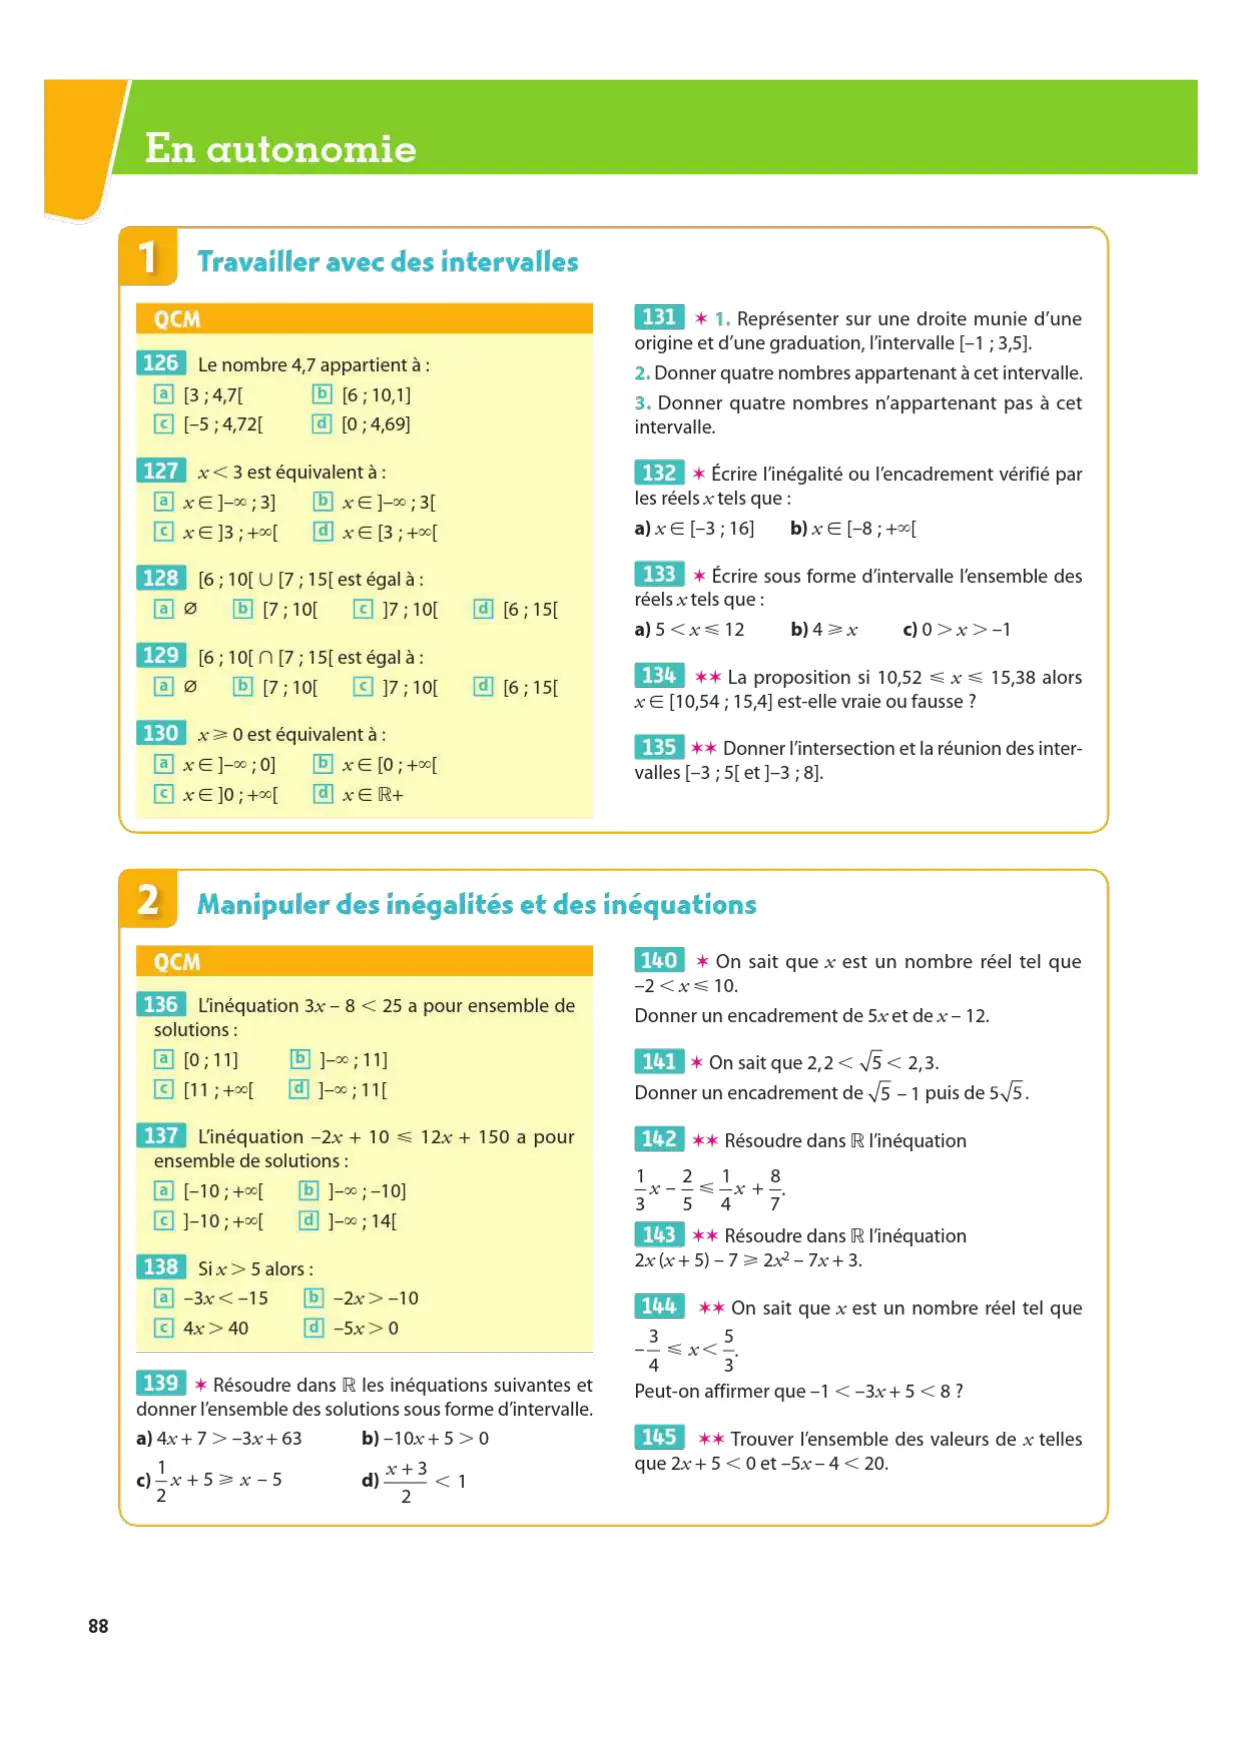 En autonomie
1 Travailler avec des intervalles
QCM
126 Le nombre 4,7 appartient à :
a [3 ; 4,7[ b [6 ; 10,1]
c [–5 ; 4,72[ d [0 ; 4,69]
127 x < 3 est équivalent à :
a x ∈ ]–∞ ; 3] b x ∈ ]–∞ ; 3[
c x ∈ ]3 ; +∞[ d x ∈ [3 ; +∞[
128 [6 ; 10[ ∪ [7 ; 15[ est égal à :
a ∅ b [7 ; 10[ c ]7 ; 10[ d [6 ; 15[
129 [6 ; 10[ ∩ [7 ; 15[ est égal à :
a ∅ b [7 ; 10[ c ]7 ; 10[ d [6 ; 15[
130 x ⩾ 0 est équivalent à :
a x ∈ ]–∞ ; 0] b x ∈ [0 ; +∞[
c x ∈ ]0 ; +∞[ d x ∈ ℝ+
131 ✶ 1. Représenter sur une droite munie d’une
origine et d’une graduation, l’intervalle [–1 ; 3,5].
2. Donner quatre nombres appartenant à cet intervalle.
3. Donner quatre nombres n’appartenant pas à cet
intervalle.
132 ✶ Écrire l’inégalité ou l’encadrement vérifié par
les réels x tels que :
a) x ∈ [–3 ; 16] b) x ∈ [–8 ; +∞[
133 ✶ Écrire sous forme d’intervalle l’ensemble des
réels x tels que :
a) 5 < x ⩽ 12 b) 4 ⩾ x c) 0 > x > –1
134 ✶✶ La proposition si 10,52 ⩽ x ⩽ 15,38 alors
x ∈ [10,54 ; 15,4] est-elle vraie ou fausse ?
135 ✶✶ Donner l’intersection et la réunion des inter-
valles [–3 ; 5[ et ]–3 ; 8].
2 Manipuler des inégalités et des inéquations
QCM
136 L’inéquation 3x – 8 < 25 a pour ensemble de
solutions :
a [0 ; 11] b ]–∞ ; 11]
c [11 ; +∞[ d ]–∞ ; 11[
137 L’inéquation –2x + 10 ⩽ 12x + 150 a pour
ensemble de solutions :
a [–10 ; +∞[ b ]–∞ ; –10]
c ]–10 ; +∞[ d ]–∞ ; 14[
138 Si x > 5 alors :
a –3x < –15 b –2x > –10
c 4x > 40 d –5x > 0
139 ✶ Résoudre dans ℝ les inéquations suivantes et
donner l’ensemble des solutions sous forme d’intervalle.
a) 4x + 7 > –3x + 63 b) –10x + 5 > 0
c) 1/2 x + 5 ⩾ x – 5 d) (x + 3)/2 < 1
140 ✶ On sait que x est un nombre réel tel que
–2 < x ⩽ 10.
Donner un encadrement de 5x et de x – 12.
141 ✶ On sait que 2,2 < √5 < 2,3.
Donner un encadrement de √5 – 1 puis de 5√5.
142 ✶✶ Résoudre dans ℝ l’inéquation
1/3 x – 2/5 ⩽ 1/4 x + 8/7.
143 ✶✶ Résoudre dans ℝ l’inéquation
2x (x + 5) – 7 ⩾ 2x² – 7x + 3.
144 ✶✶ On sait que x est un nombre réel tel que
–3/4 ⩽ x < 5/3.
Peut-on affirmer que –1 < –3x + 5 < 8 ?
145 ✶✶ Trouver l’ensemble des valeurs de x telles
que 2x + 5 < 0 et –5x – 4 < 20.
88